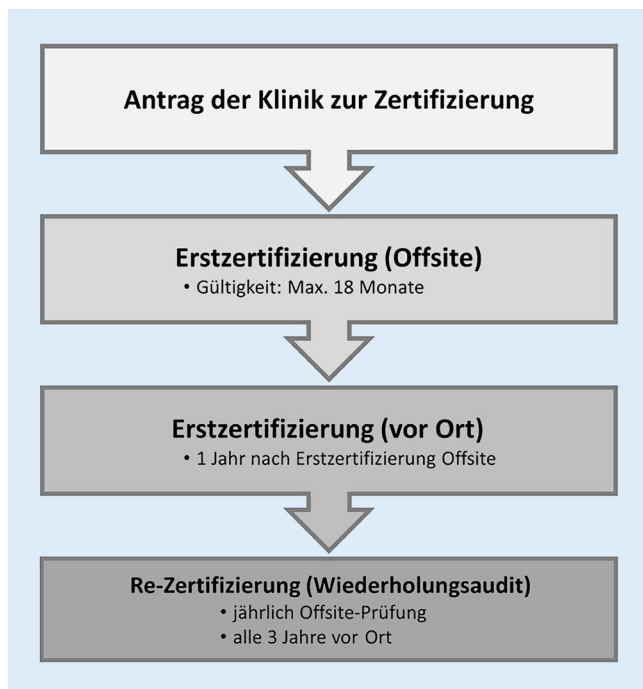 Antrag der Klinik zur Zertifizierung
Erstzertifizierung (Offsite)
• Gültigkeit: Max. 18 Monate
Erstzertifizierung (vor Ort)
• 1 Jahr nach Erstzertifizierung Offsite
Re-Zertifizierung (Wiederholungsaudit)
• jährlich Offsite-Prüfung
• alle 3 Jahre vor Ort